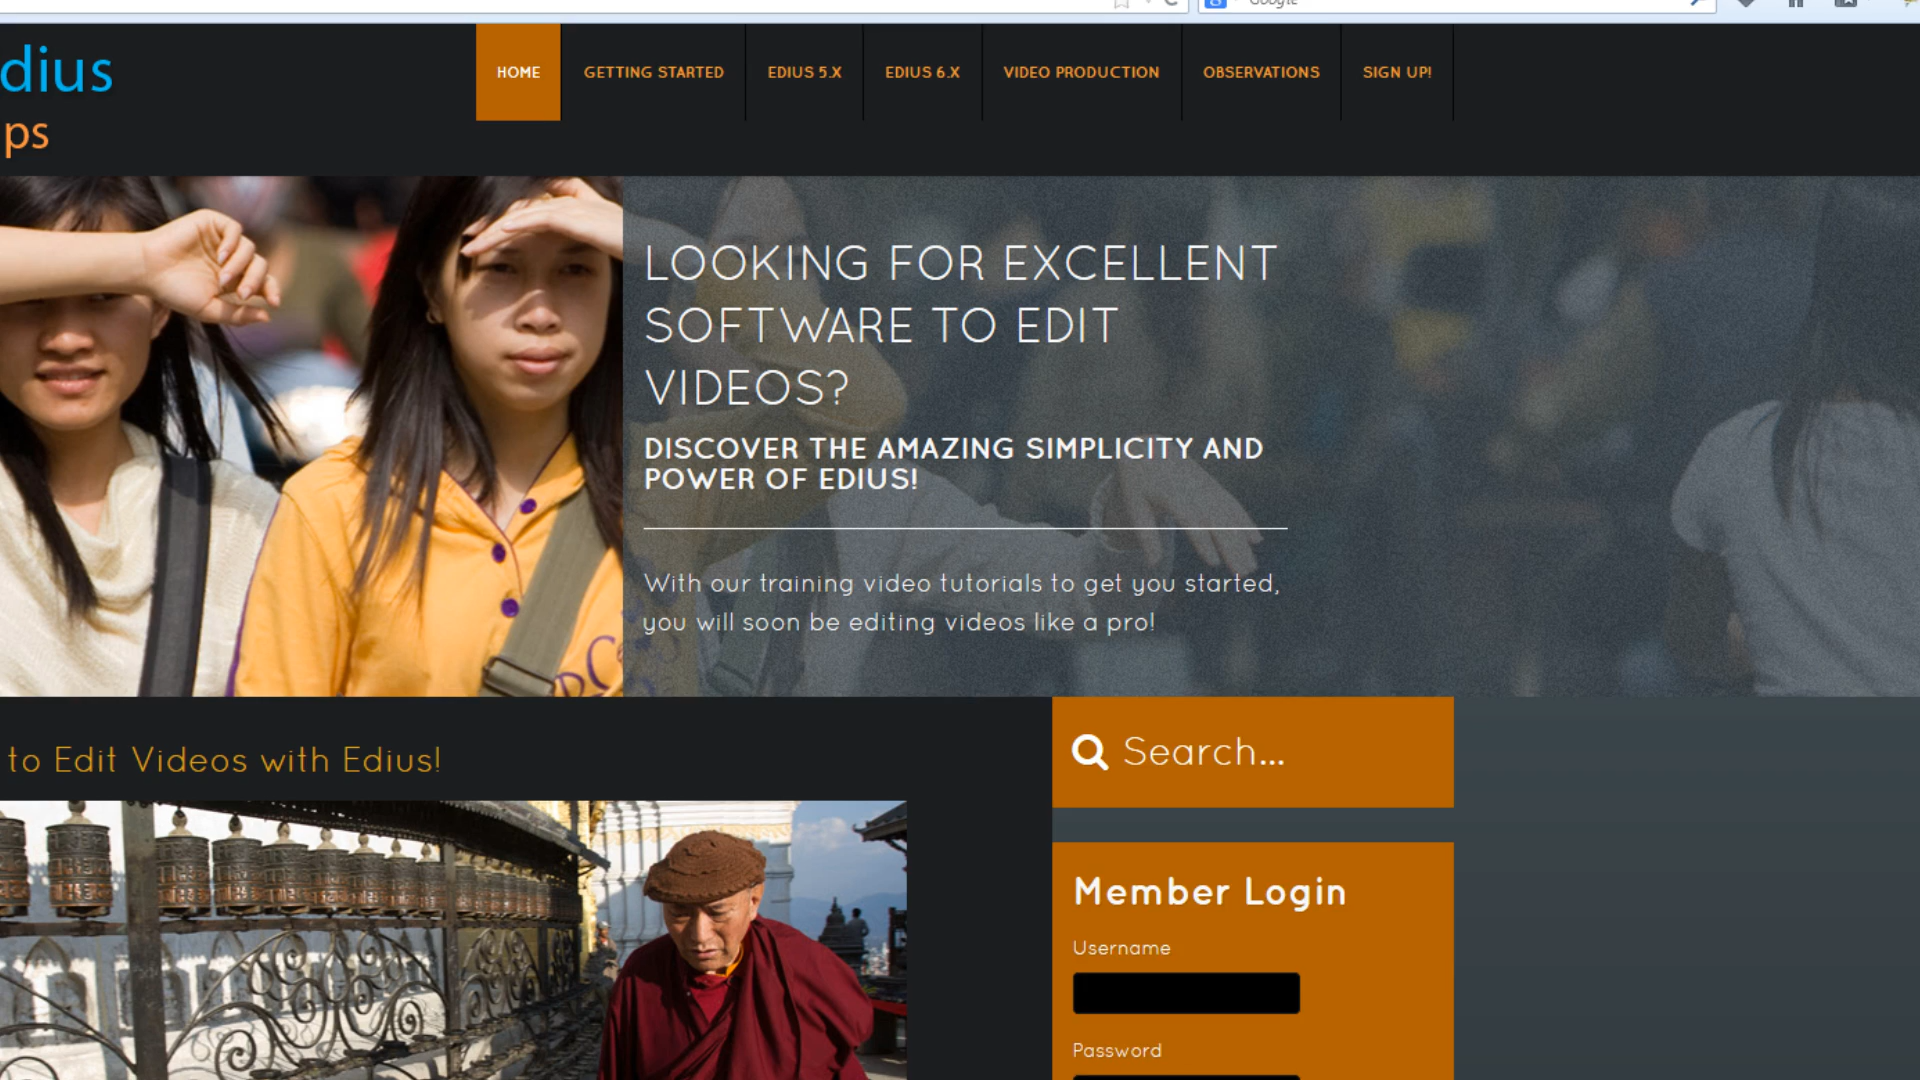 Google
dius
ps
HOME
GETTING STARTED
EDIUS 5.X
EDIUS 6.X
VIDEO PRODUCTION
OBSERVATIONS
SIGN UP!
LOOKING FOR EXCELLENT
SOFTWARE TO EDIT
VIDEOS?
DISCOVER THE AMAZING SIMPLICITY AND
POWER OF EDIUS!
With our training video tutorials to get you started,
you will soon be editing videos like a pro!
to Edit Videos with Edius!
Search...
Member Login
Username
Password